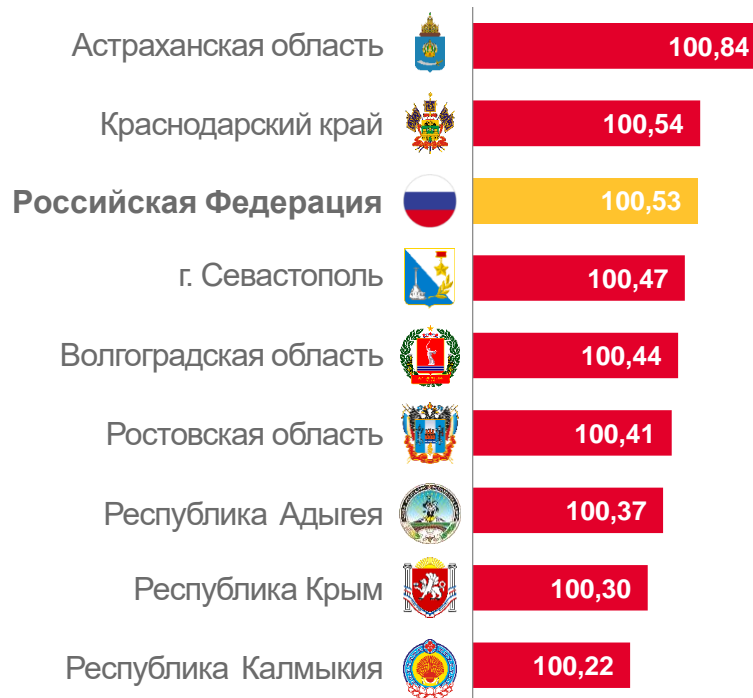 Астраханская область 100,84
Краснодарский край 100,54
Российская Федерация 100,53
г. Севастополь 100,47
Волгоградская область 100,44
Ростовская область 100,41
Республика Адыгея 100,37
Республика Крым 100,30
Республика Калмыкия 100,22